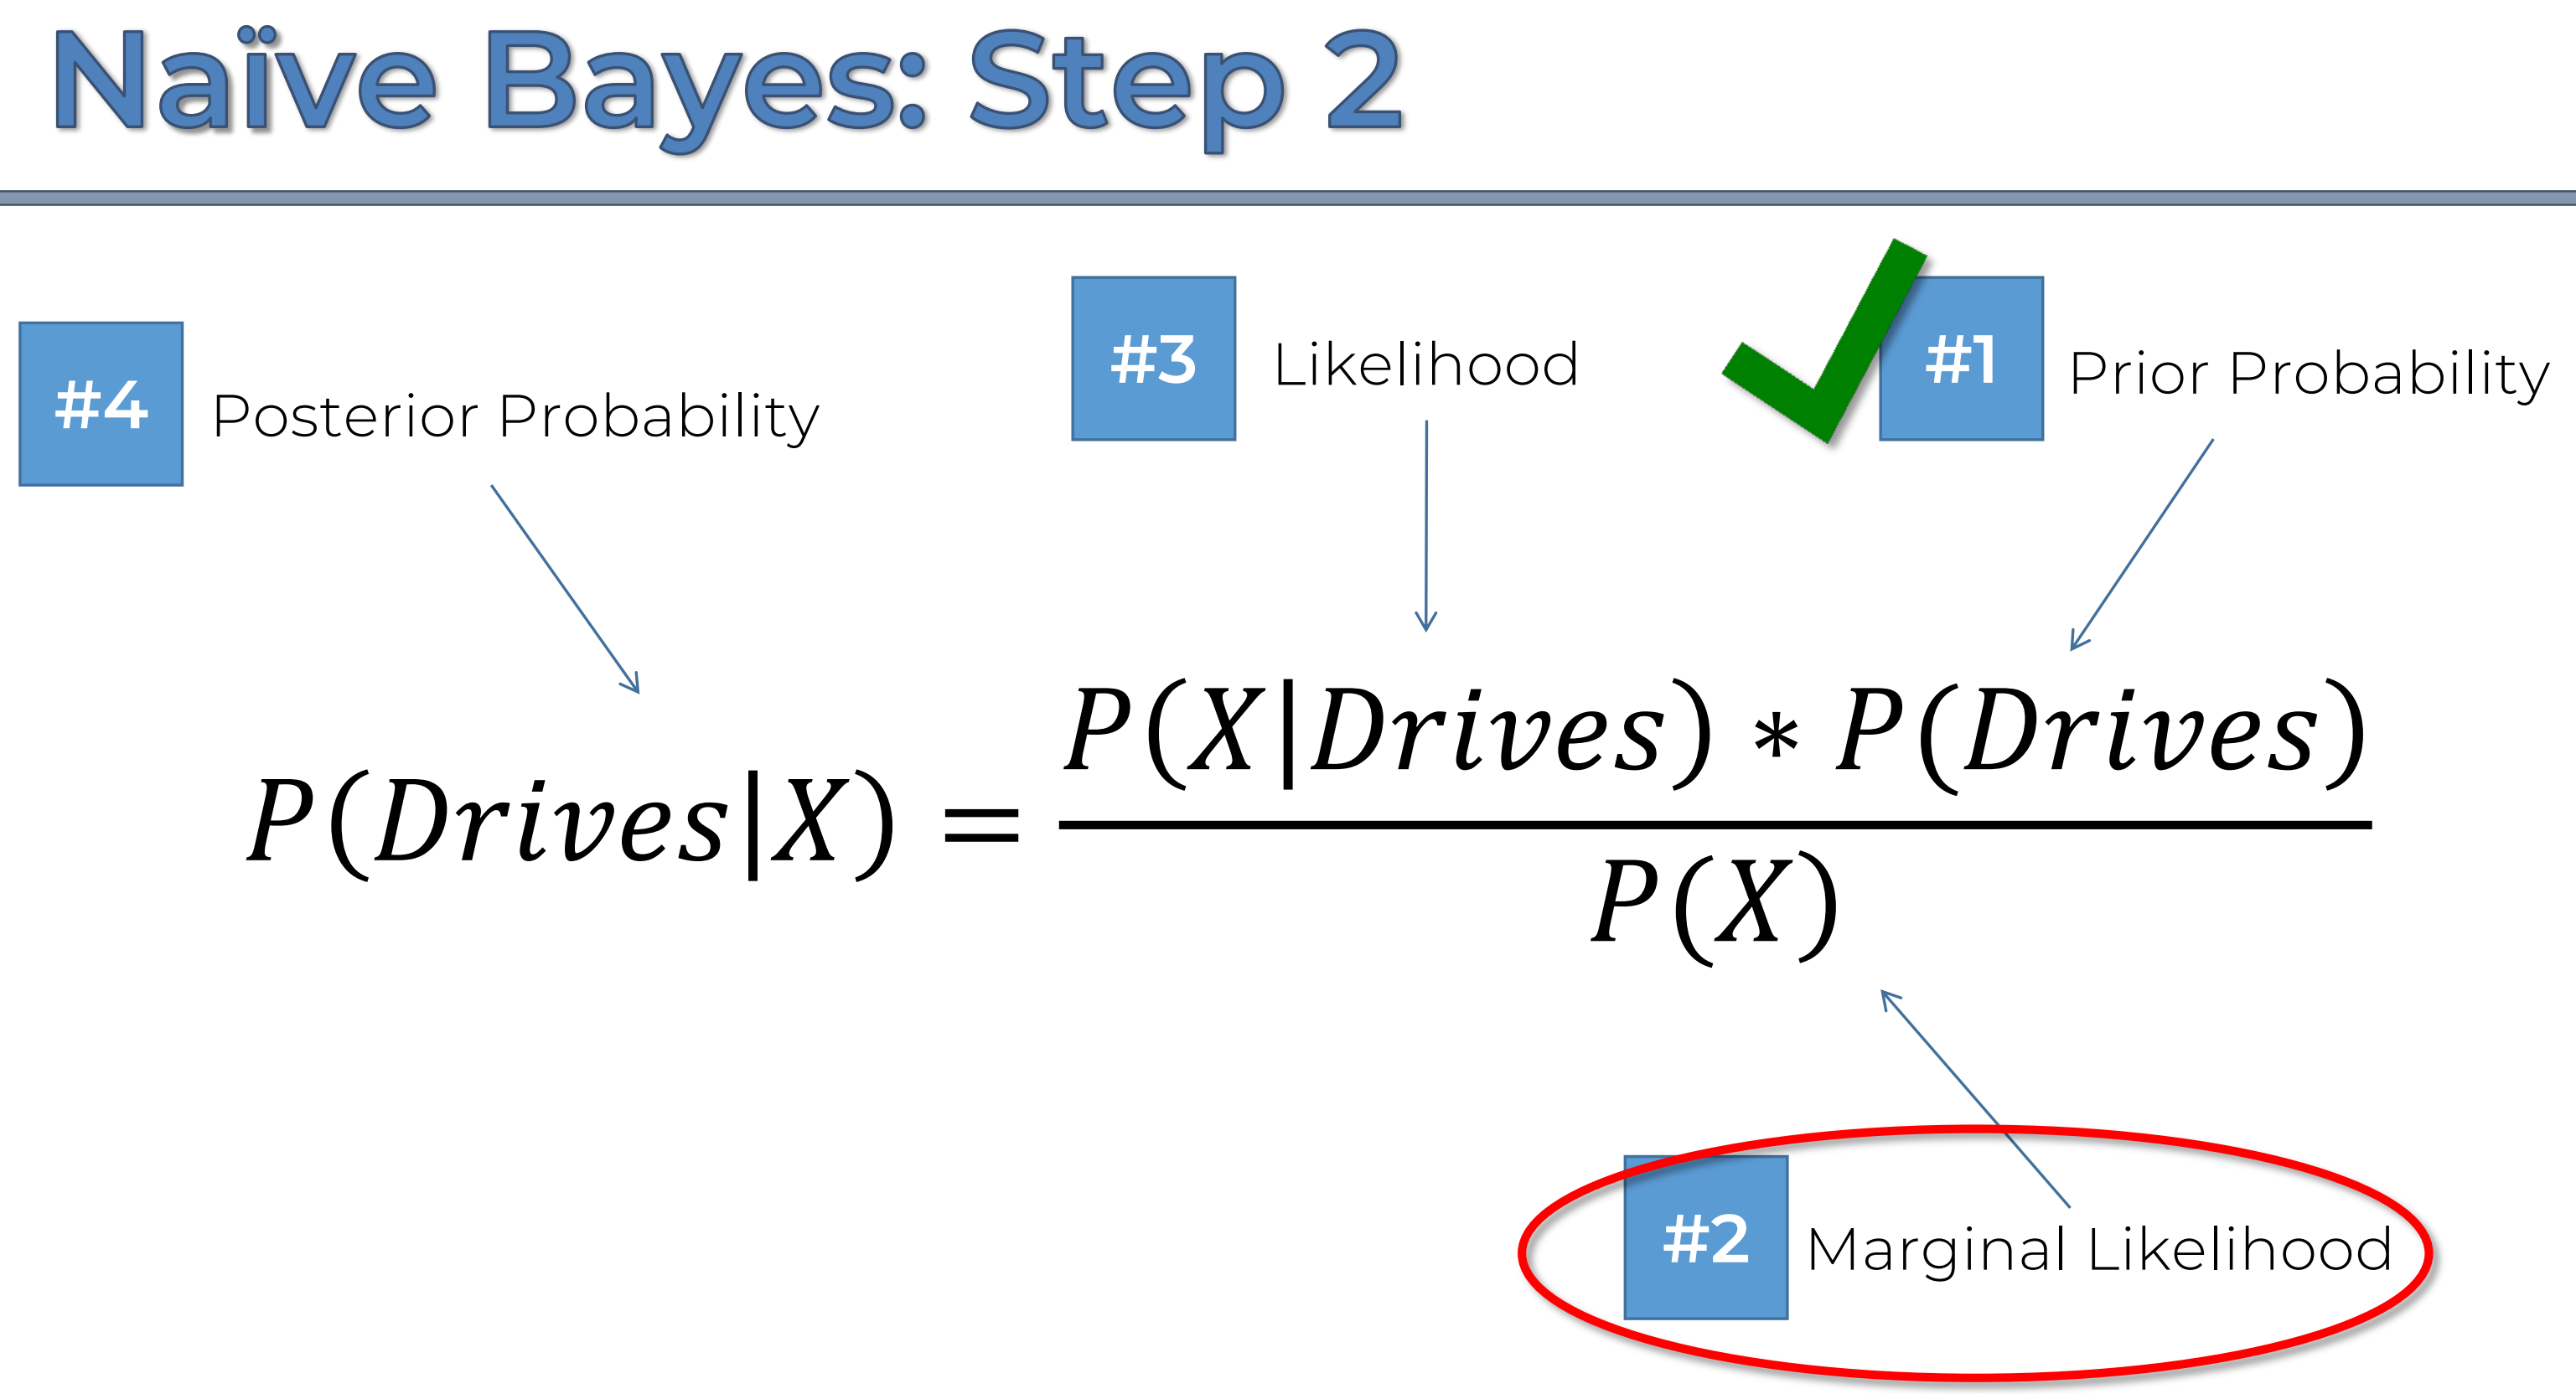 Naïve Bayes: Step 2
#4 Posterior Probability
#3 Likelihood
#1 Prior Probability
P(Drives|X) = P(X|Drives) * P(Drives)
P(X)
#2 Marginal Likelihood